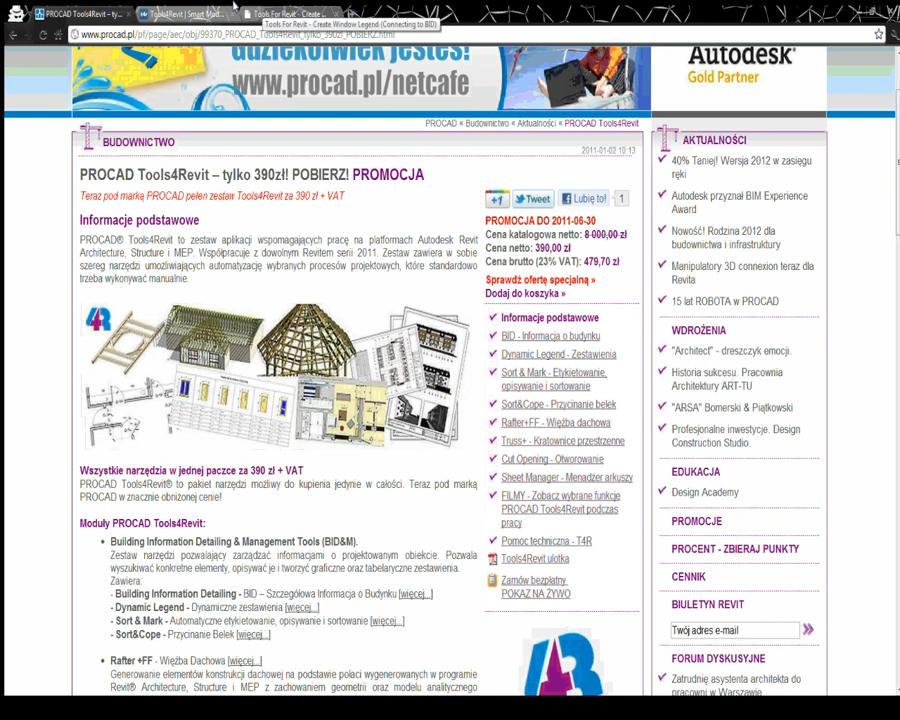 PROCAD Tools4Revit – ty...
Tools4Revit | Smart Mad...
Tools For Revit - Create ...
Tools For Revit - Create Window Legend (Connecting to BID)
www.procad.pl/pf/page/aec/obj/99370_PROCAD_Tools4Revit_tylko_390zl_POBIERZ.html
Gdziekolwiek jesteś!
www.procad.pl/netcafe
Autodesk
Gold Partner
PROCAD « Budownictwo « Aktualności « PROCAD Tools4Revit
BUDOWNICTWO
2011-01-02 10:13
PROCAD Tools4Revit – tylko 390zł! POBIERZ! PROMOCJA
Teraz pod marką PROCAD pełen zestaw Tools4Revit za 390 zł + VAT
Informacje podstawowe
PROCAD® Tools4Revit to zestaw aplikacji wspomagających pracę na platformach Autodesk Revit
Architecture, Structure i MEP. Współpracuje z dowolnym Revitem serii 2011. Zestaw zawiera w sobie
szereg narzędzi umożliwiających automatyzację wybranych procesów projektowych, które standardowo
trzeba wykonywać manualnie.
4R
Wszystkie narzędzia w jednej paczce za 390 zł + VAT
PROCAD Tools4Revit® to pakiet narzędzi możliwy do kupienia jedynie w całości. Teraz pod marką
PROCAD w znacznie obniżonej cenie!
Moduły PROCAD Tools4Revit:
• Building Information Detailing & Management Tools (BID&M).
Zestaw narzędzi pozwalający zarządzać informacjami o projektowanym obiekcie. Pozwala
wyszukiwać konkretne elementy, opisywać je i tworzyć graficzne oraz tabelaryczne zestawienia.
Zawiera:
- Building Information Detailing - BID – Szczegółowa Informacja o Budynku [więcej...]
- Dynamic Legend - Dynamiczne zestawienia [więcej...]
- Sort & Mark - Automatyczne etykietowanie, opisywanie i sortowanie [więcej...]
- Sort&Cope - Przycinanie Belek [więcej...]
• Rafter +FF - Więźba Dachowa [więcej...]
Generowanie elementów konstrukcji dachowej na podstawie połaci wygenerowanych w programie
Revit® Architecture, Structure i MEP z zachowaniem geometrii oraz modelu analitycznego
+1
Tweet
Lubię to!
1
PROMOCJA DO 2011-06-30
Cena katalogowa netto: 8 000,00 zł
Cena netto: 390,00 zł
Cena brutto (23% VAT): 479,70 zł
Sprawdź ofertę specjalną »
Dodaj do koszyka »
Informacje podstawowe
BID - Informacja o budynku
Dynamic Legend - Zestawienia
Sort & Mark - Etykietowanie,
opisywanie i sortowanie
Sort&Cope - Przycinanie belek
Rafter+FF - Więźba dachowa
Truss+ - Kratownice przestrzenne
Cut Opening - Otworowanie
Sheet Manager - Menadżer arkuszy
FILMY - Zobacz wybrane funkcje
PROCAD Tools4Revit podczas
pracy
Pomoc techniczna - T4R
Tools4Revit ulotka
Zamów bezpłatny
POKAZ NA ŻYWO
AKTUALNOŚCI
40% Taniej! Wersja 2012 w zasięgu
ręki
Autodesk przyznał BIM Experience
Award
Nowość! Rodzina 2012 dla
budownictwa i infrastruktury
Manipulatory 3D connexion teraz dla
Revita
15 lat ROBOTA w PROCAD
WDROŻENIA
"Architect" - dreszczyk emocji.
Historia sukcesu. Pracownia
Architektury ART-TU
"ARSA" Bomerski & Piątkowski
Profesjonalne inwestycje. Design
Construction Studio.
EDUKACJA
Design Academy
PROMOCJE
PROCENT - ZBIERAJ PUNKTY
CENNIK
BIULETYN REVIT
Twój adres e-mail
FORUM DYSKUSYJNE
Zatrudnię asystenta architekta do
pracowni w Warszawie